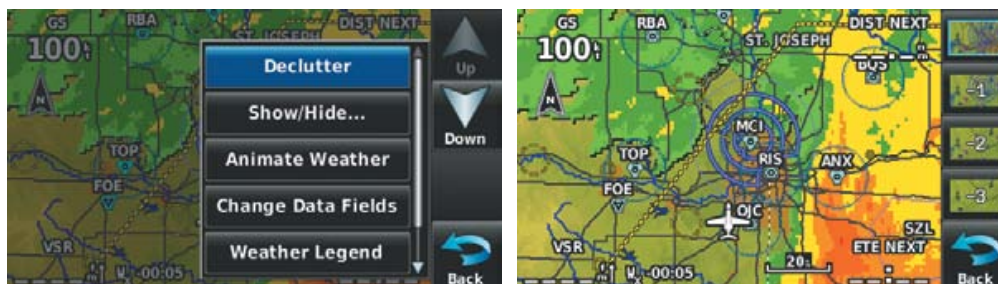 GS
RBA
DIST NEXT
ST. JOSEPH
100
N
Declutter
Up
Show/Hide...
Down
Animate Weather
TOP
FOE
Change Data Fields
VSR
Weather Legend
-00:05
Back
GS
RBA
DIST NEXT
ST. JOSEPH
100
N
BQS
-1
MCI
-2
TOP
RIS
ANX
FOE
-3
OJC
SZL
VSR
ETE NEXT
-00:05
20
Back